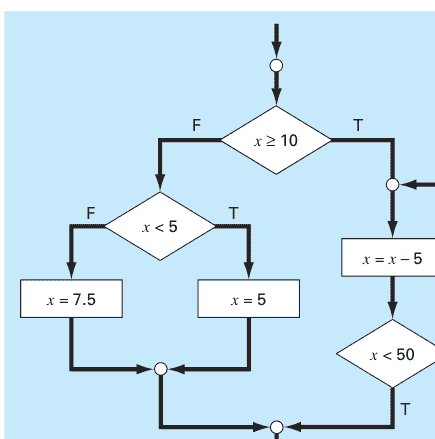 F
x ≥ 10
T
F
x < 5
T
x = x – 5
x = 7.5
x = 5
x < 50
T